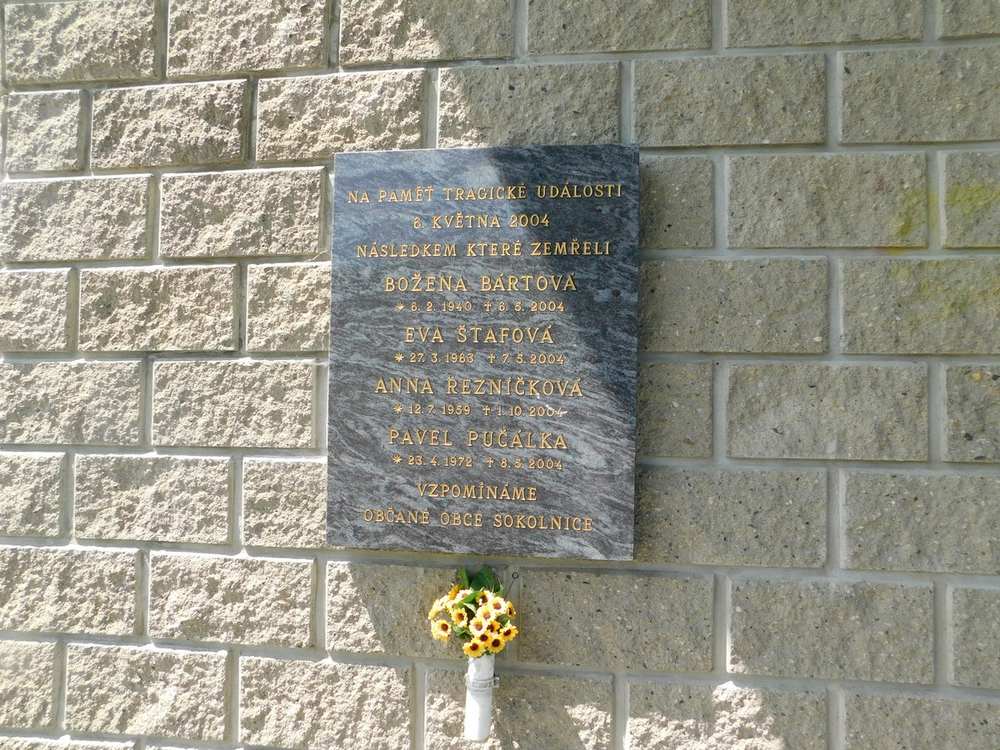 NA PAMĚŤ TRAGICKÉ UDÁLOSTI
6. KVĚTNA 2004
NÁSLEDKEM KTERÉ ZEMŘELI
BOŽENA BÁRTOVÁ
* 6. 2. 1940 ✝ 6. 5. 2004
EVA ŠTAFOVÁ
* 27. 3. 1963 ✝ 7. 5. 2004
ANNA ŘEZNÍČKOVÁ
* 12. 7. 1959 ✝ 1. 10. 2004
PAVEL PUČÁLKA
* 23. 4. 1972 ✝ 8. 5. 2004
VZPOMÍNÁME
OBČANÉ OBCE SOKOLNICE